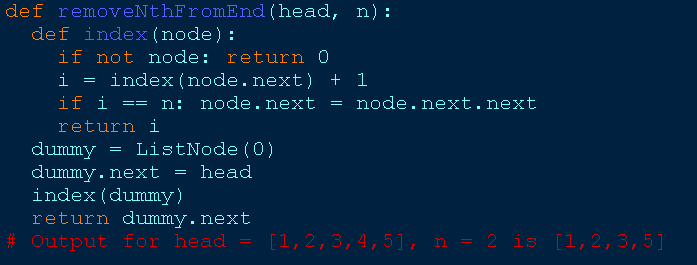 def removeNthFromEnd(head, n):
  def index(node):
    if not node: return 0
    i = index(node.next) + 1
    if i == n: node.next = node.next.next
    return i
  dummy = ListNode(0)
  dummy.next = head
  index(dummy)
  return dummy.next
# Output for head = [1,2,3,4,5], n = 2 is [1,2,3,5]